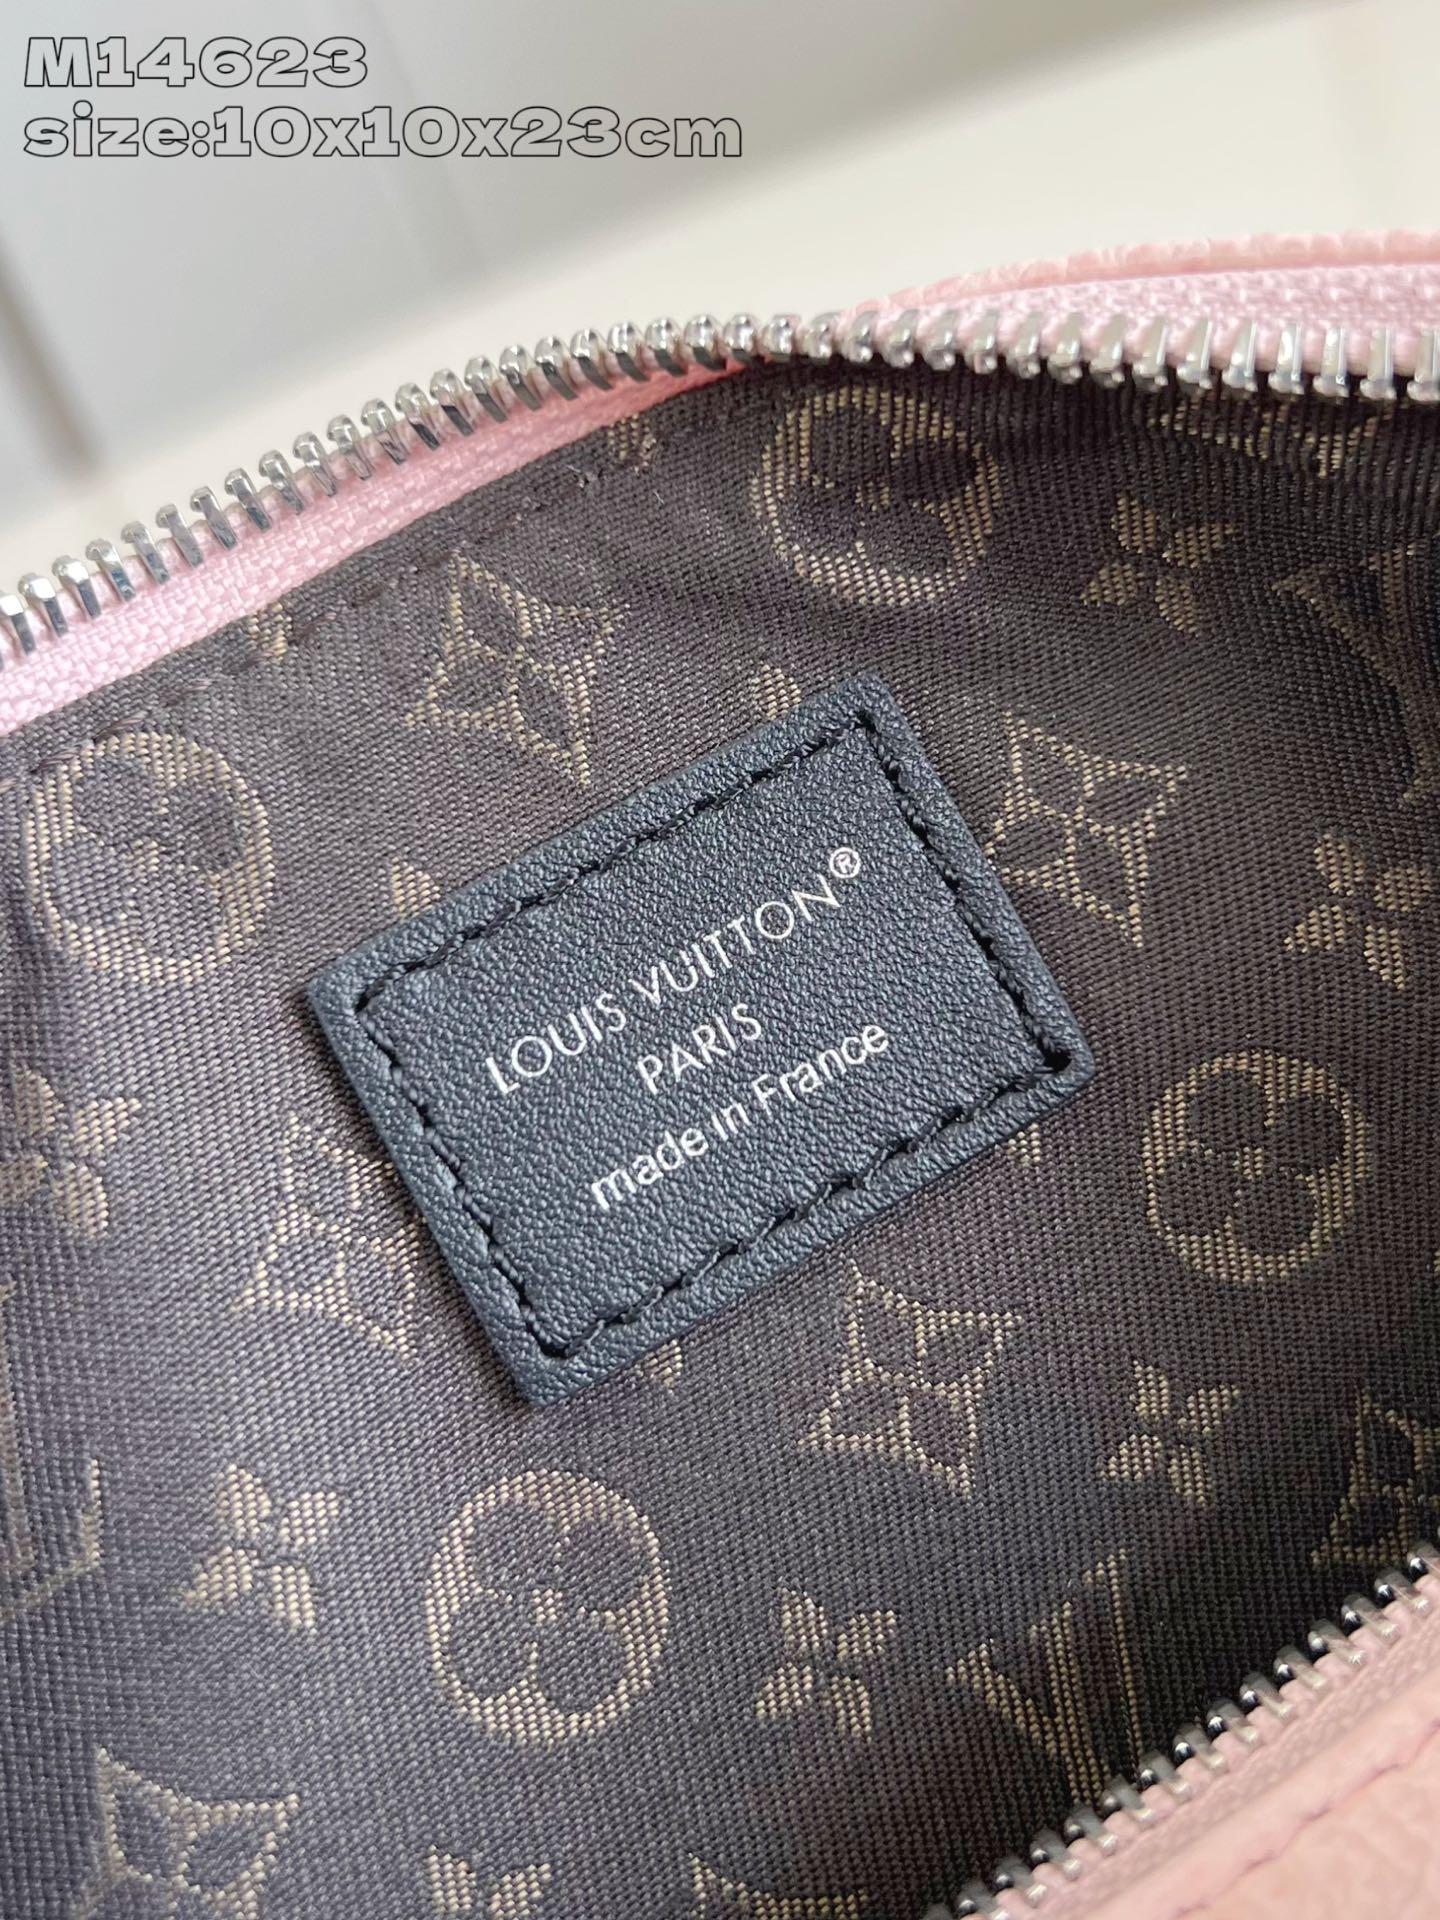 M14623
size:10x10x23cm
LOUIS VUITTON®
PARIS
made in France